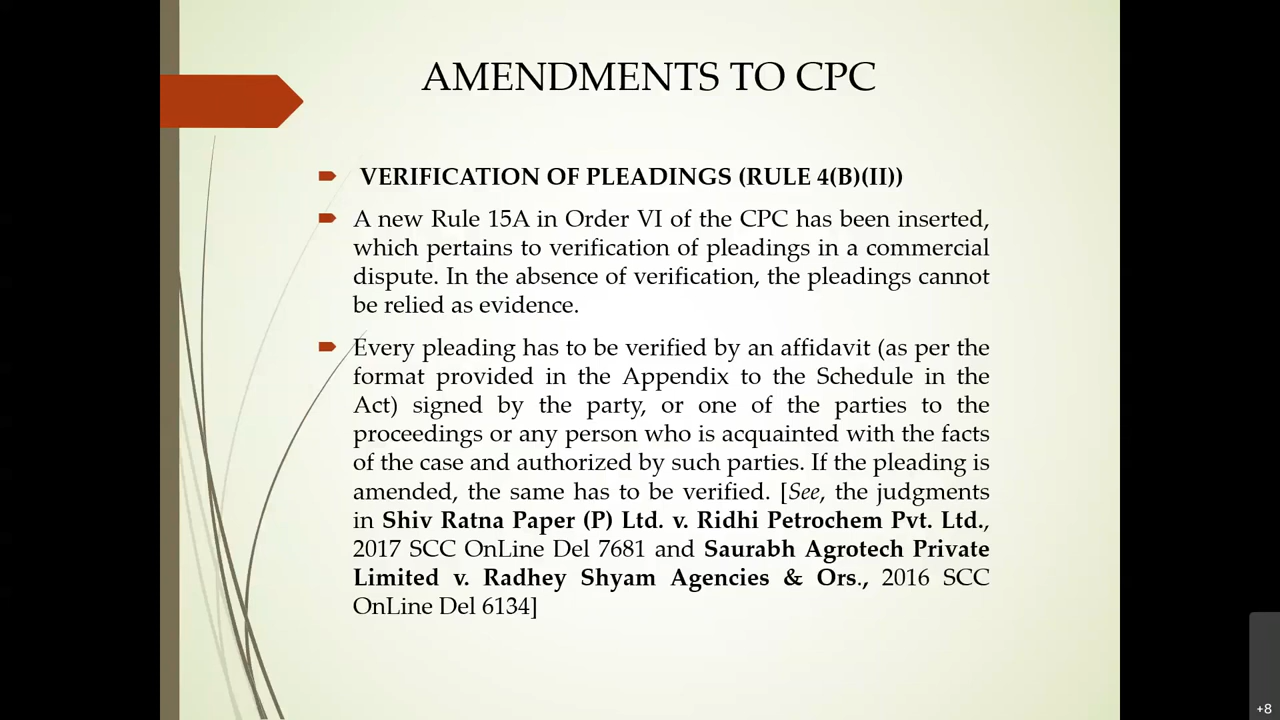 AMENDMENTS TO CPC
VERIFICATION OF PLEADINGS (RULE 4(B)(II))
A new Rule 15A in Order VI of the CPC has been inserted,
which pertains to verification of pleadings in a commercial
dispute. In the absence of verification, the pleadings cannot
be relied as evidence.
Every pleading has to be verified by an affidavit (as per the
format provided in the Appendix to the Schedule in the
Act) signed by the party, or one of the parties to the
proceedings or any person who is acquainted with the facts
of the case and authorized by such parties. If the pleading is
amended, the same has to be verified. [See, the judgments
in Shiv Ratna Paper (P) Ltd. v. Ridhi Petrochem Pvt. Ltd.,
2017 SCC OnLine Del 7681 and Saurabh Agrotech Private
Limited v. Radhey Shyam Agencies & Ors., 2016 SCC
OnLine Del 6134]
+8